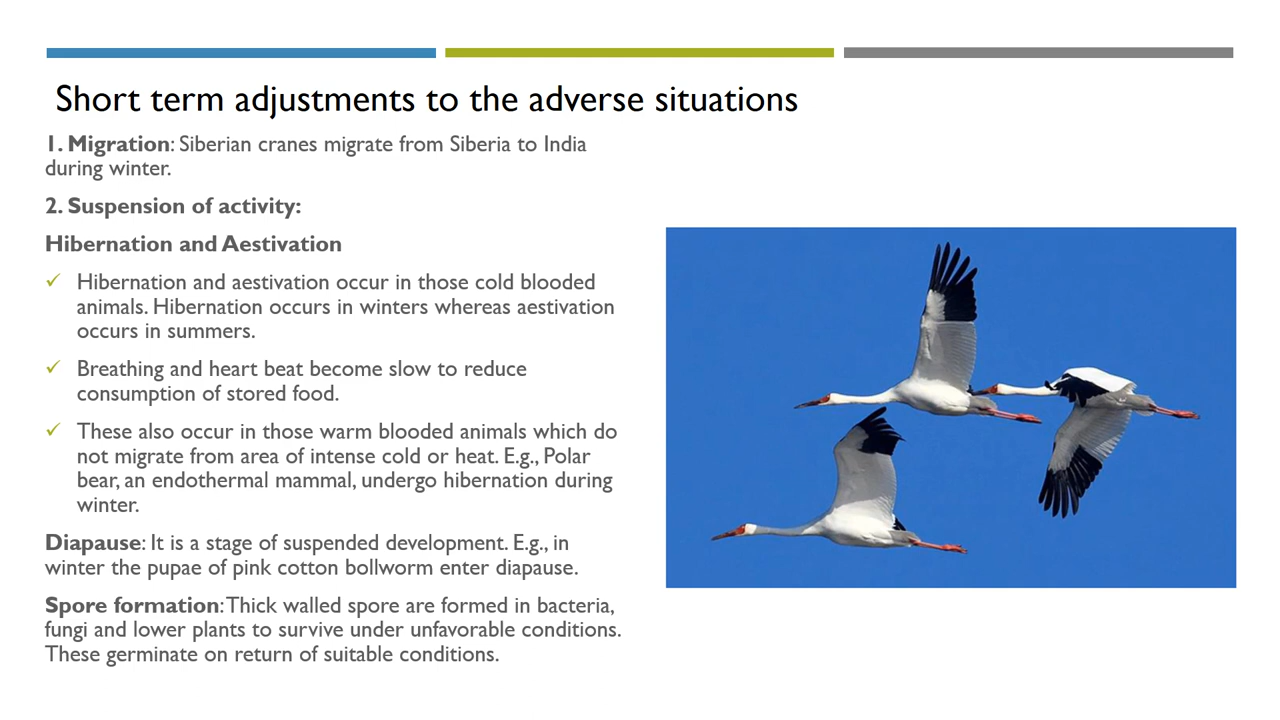 Short term adjustments to the adverse situations
1. Migration: Siberian cranes migrate from Siberia to India
during winter.
2. Suspension of activity:
Hibernation and Aestivation
✓ Hibernation and aestivation occur in those cold blooded
animals. Hibernation occurs in winters whereas aestivation
occurs in summers.
✓ Breathing and heart beat become slow to reduce
consumption of stored food.
✓ These also occur in those warm blooded animals which do
not migrate from area of intense cold or heat. E.g., Polar
bear, an endothermal mammal, undergo hibernation during
winter.
Diapause: It is a stage of suspended development. E.g., in
winter the pupae of pink cotton bollworm enter diapause.
Spore formation: Thick walled spore are formed in bacteria,
fungi and lower plants to survive under unfavorable conditions.
These germinate on return of suitable conditions.